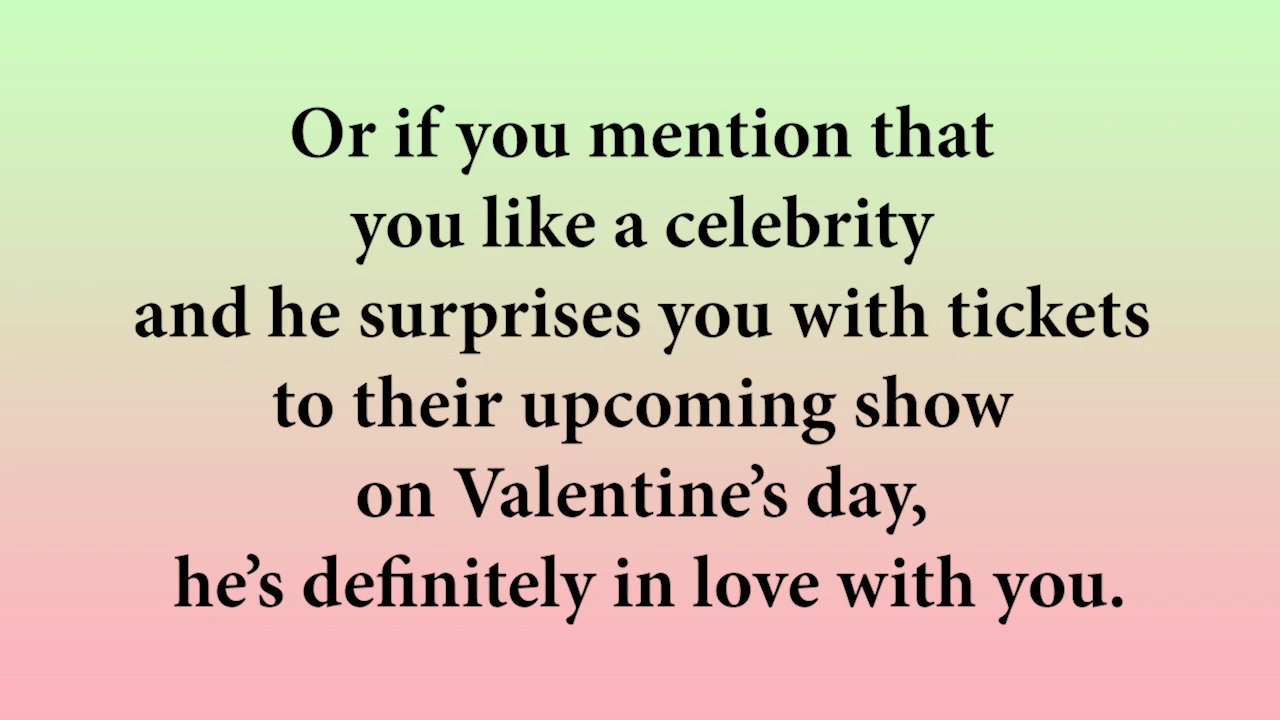 Or if you mention that
you like a celebrity
and he surprises you with tickets
to their upcoming show
on Valentine’s day,
he’s definitely in love with you.